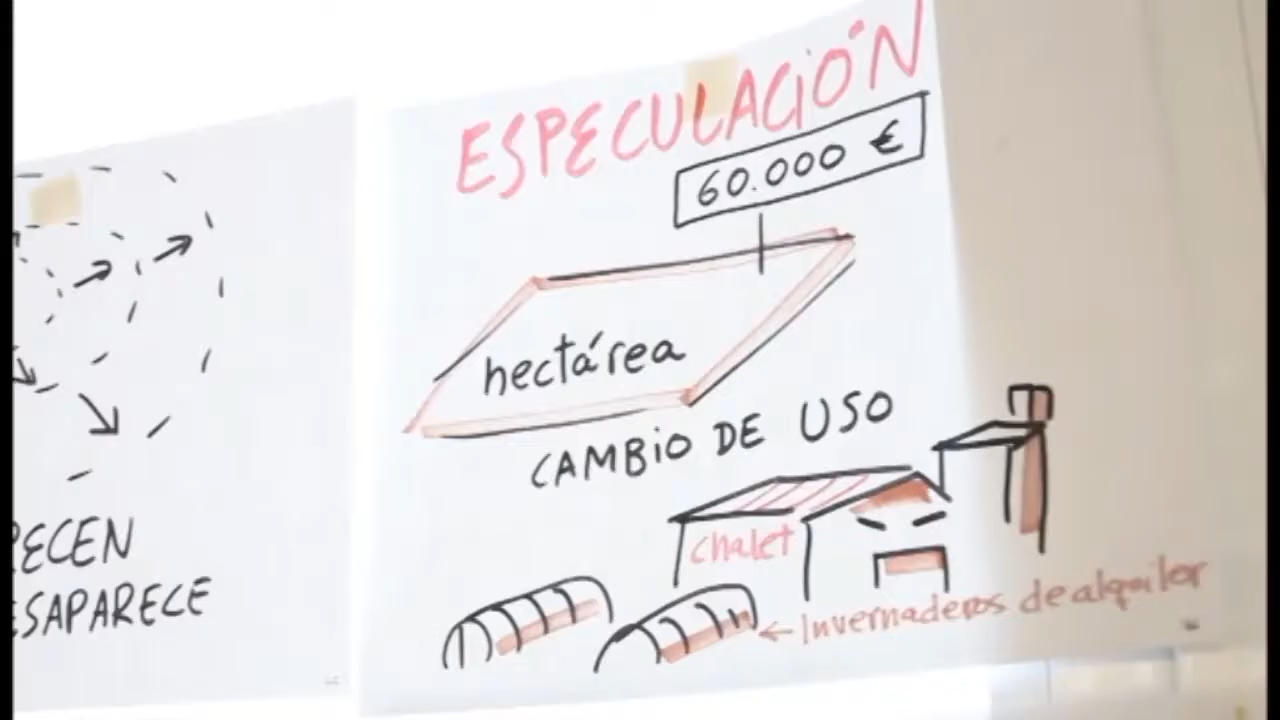 ESPECULACIÓN
60.000 €
hectárea
CAMBIO DE USO
chalet
← Invernaderos de alquiler
RECEN
ESAPARECE